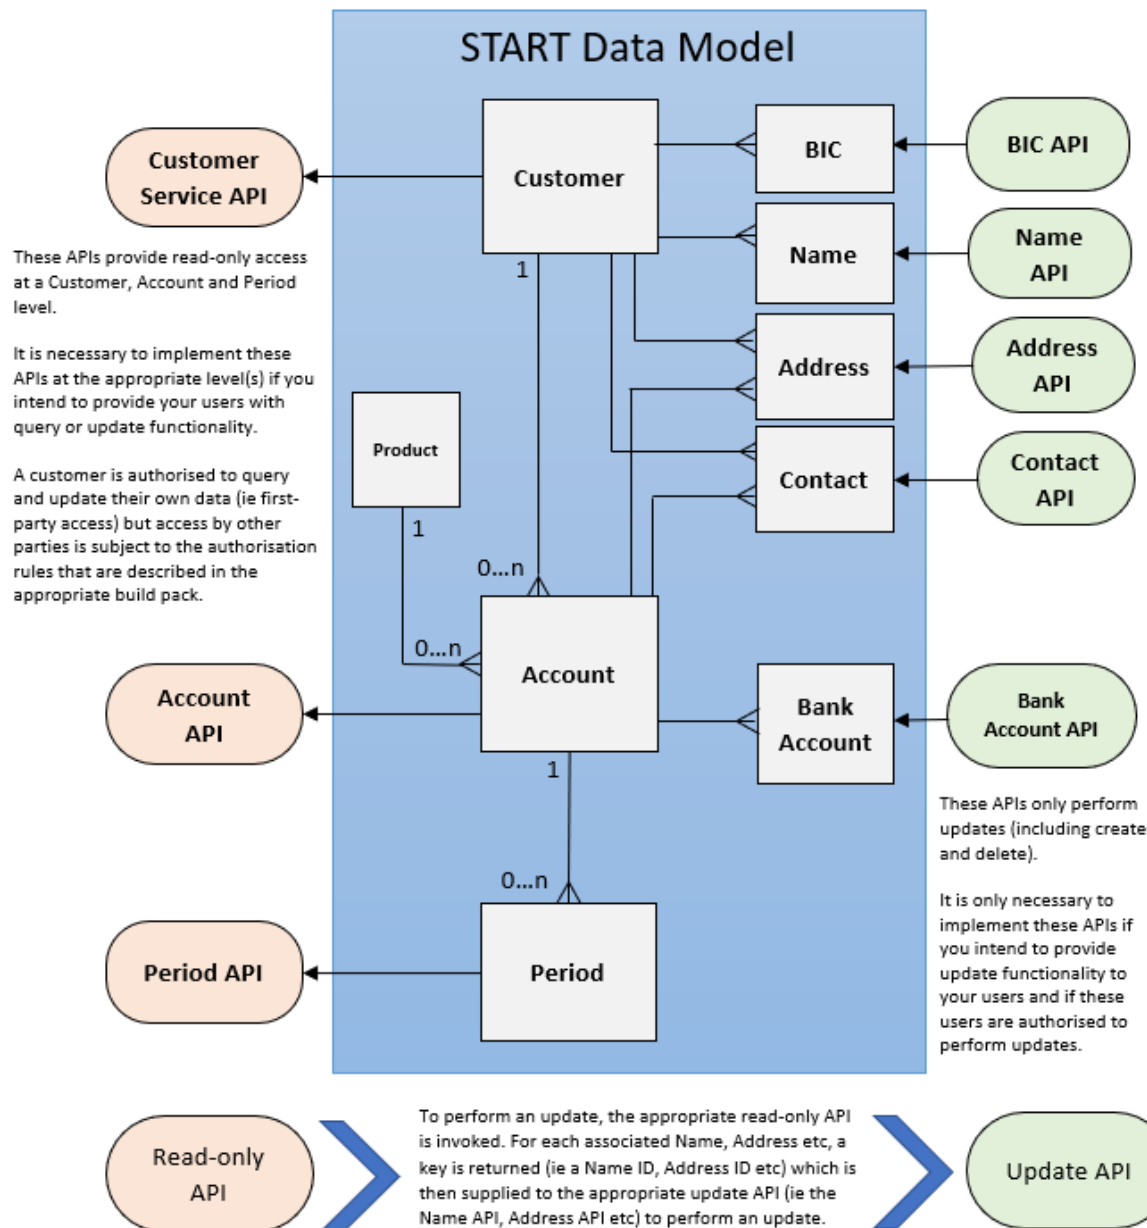 START Data Model
Customer
Service API
Customer
BIC
BIC API
Name
Name
API
Address
Address
API
Contact
Contact
API
1
These APIs provide read-only access
at a Customer, Account and Period
level.
It is necessary to implement these
APIs at the appropriate level(s) if you
intend to provide your users with
query or update functionality.
A customer is authorised to query
and update their own data (ie first-
party access) but access by other
parties is subject to the authorisation
rules that are described in the
appropriate build pack.
Product
1
0...n
0...n
Account
API
Account
1
Bank
Account
Bank
Account API
These APIs only perform
updates (including create
and delete).
It is only necessary to
implement these APIs if
you intend to provide
update functionality to
your users and if these
users are authorised to
perform updates.
0...n
Period API
Period
Read-only
API
To perform an update, the appropriate read-only API
is invoked. For each associated Name, Address etc, a
key is returned (ie a Name ID, Address ID etc) which is
then supplied to the appropriate update API (ie the
Name API, Address API etc) to perform an update.
Update API